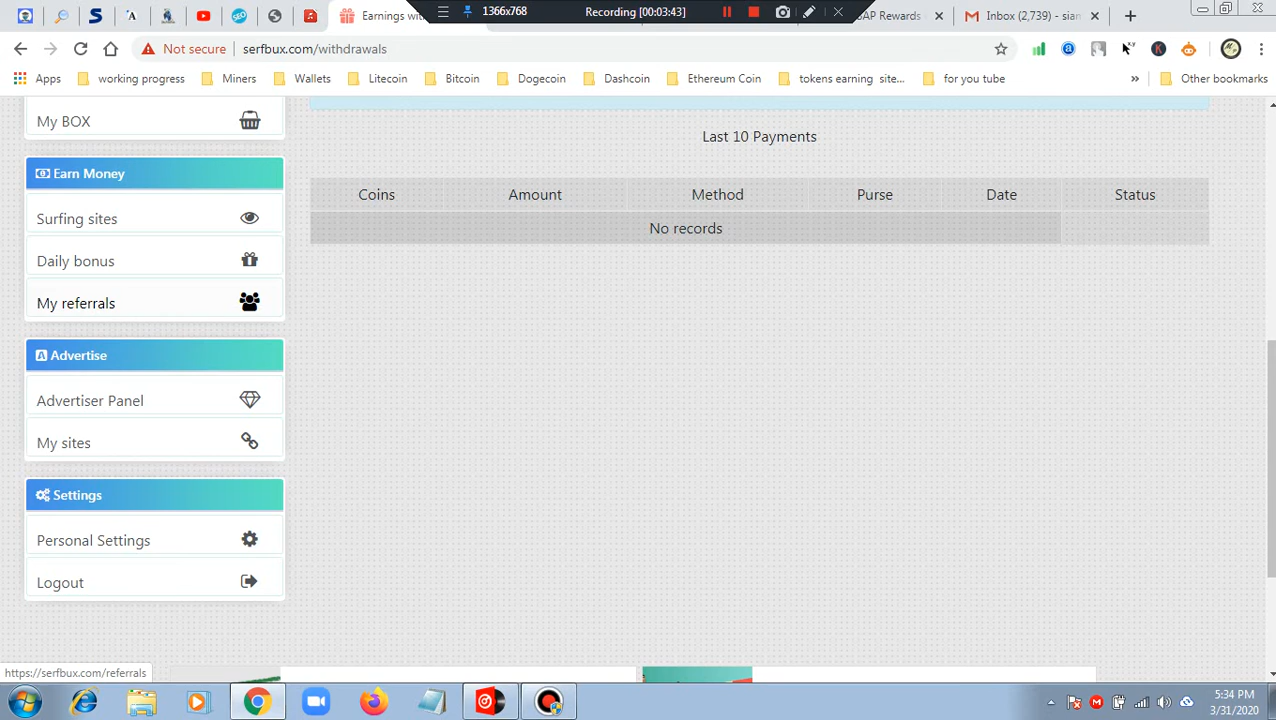 Earnings wit
1366x768
Recording [00:03:43]
AP Rewards
Inbox (2,739) - sian
Not secure
serfbux.com/withdrawals
Apps
working progress
Miners
Wallets
Litecoin
Bitcoin
Dogecoin
Dashcoin
Ethereum Coin
tokens earning site...
for you tube
»
Other bookmarks
My BOX
Earn Money
Surfing sites
Daily bonus
My referrals
Advertise
Advertiser Panel
My sites
Settings
Personal Settings
Logout
Last 10 Payments
Coins Amount Method Purse Date Status
No records
https://serfbux.com/referrals
5:34 PM
3/31/2020